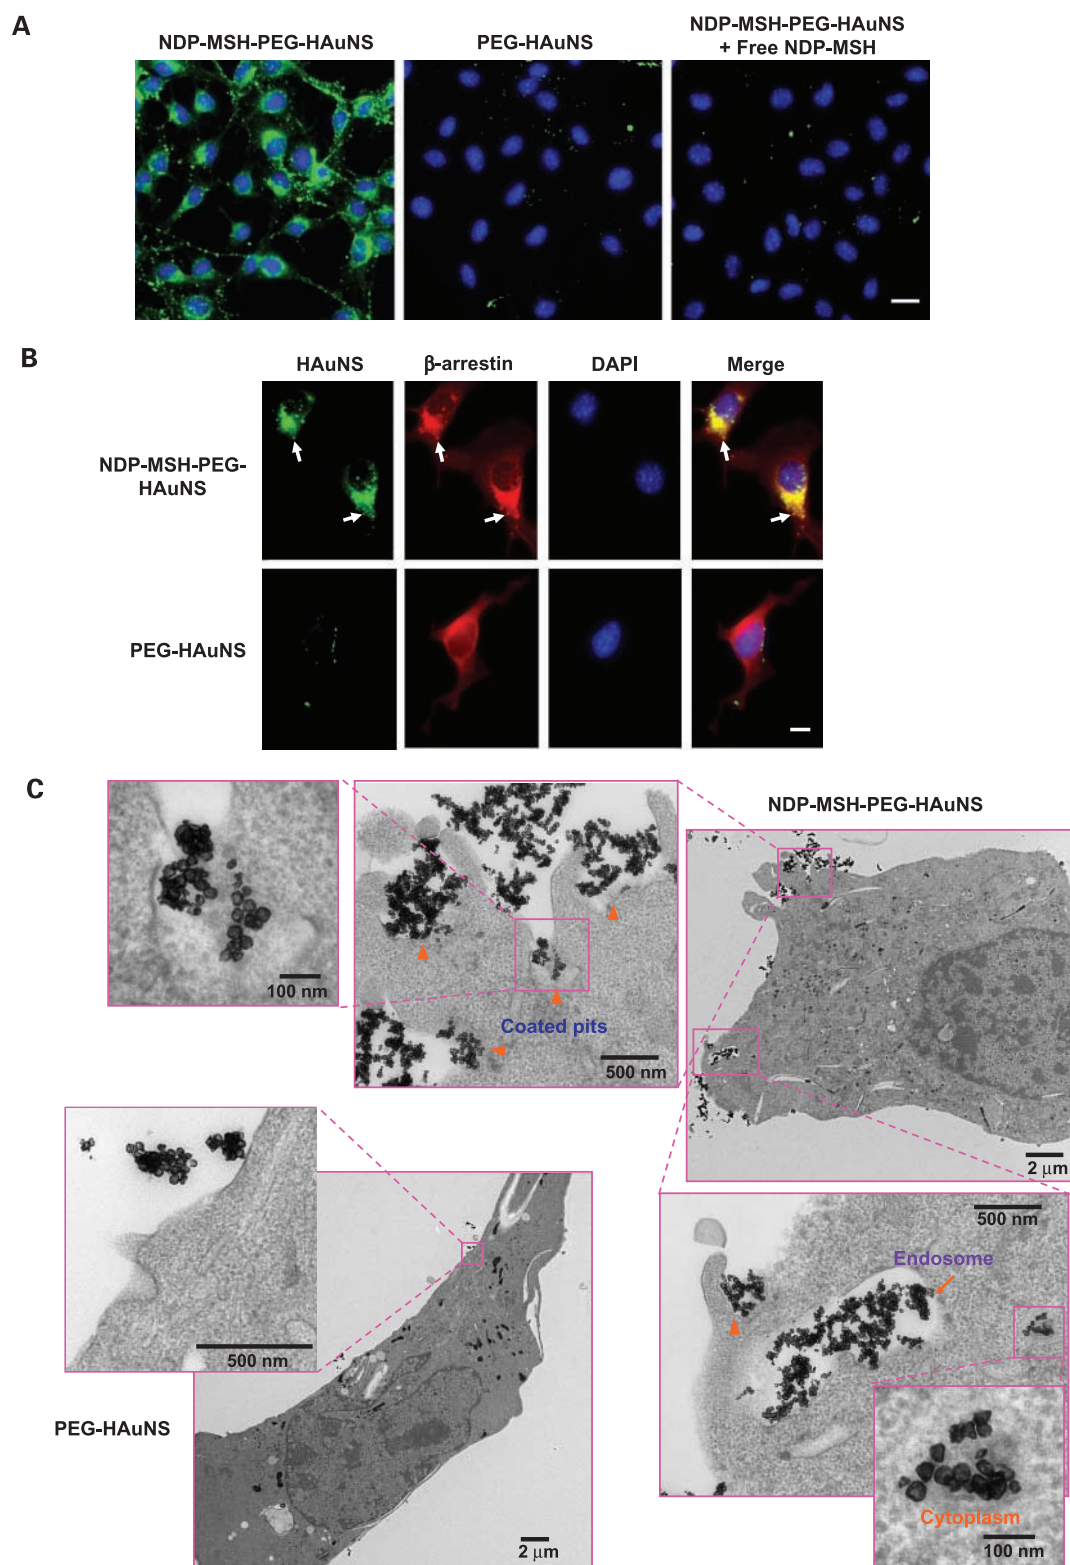 A
NDP-MSH-PEG-HAuNS
PEG-HAuNS
NDP-MSH-PEG-HAuNS
+ Free NDP-MSH
B
HAuNS
β-arrestin
DAPI
Merge
NDP-MSH-PEG-
HAuNS
PEG-HAuNS
C
NDP-MSH-PEG-HAuNS
100 nm
Coated pits
500 nm
2 μm
500 nm
PEG-HAuNS
2 μm
500 nm
Endosome
Cytoplasm
100 nm